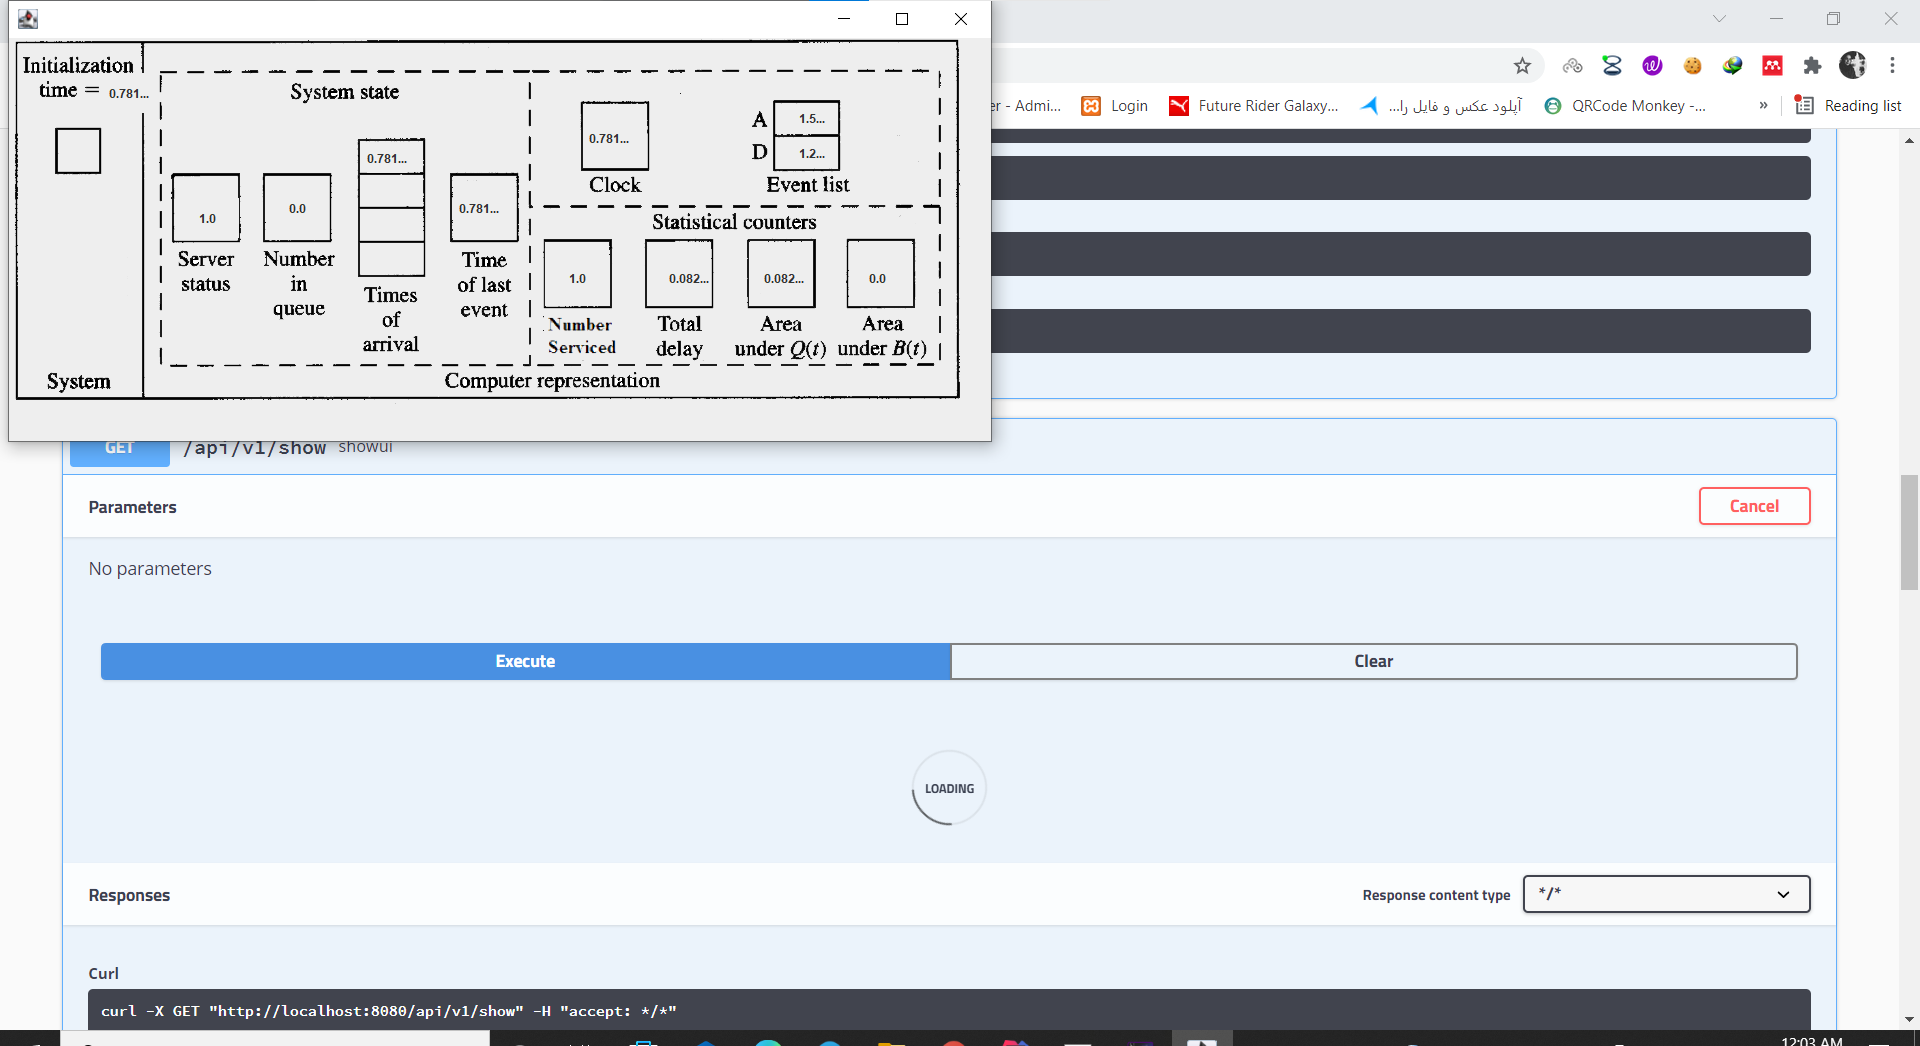 Initialization
time = 0.781...
System state
0.781...
1.0
0.0
0.781...
Server
status
Number
in
queue
Times
of
arrival
Time
of last
event
0.781...
Clock
A
1.5...
D
1.2...
Event list
Statistical counters
1.0
0.082...
0.082...
0.0
Number
Serviced
Total
delay
Area
under Q(t)
Area
under B(t)
System
Computer representation
er - Admi...
Login
Future Rider Galaxy...
آپلود عکس و فایل را...
QRCode Monkey -...
»
Reading list
GET
/api/v1/show
showUI
Parameters
Cancel
No parameters
Execute
Clear
LOADING
Responses
Response content type
*/*
Curl
curl -X GET "http://localhost:8080/api/v1/show" -H "accept: */*"
12:03 AM